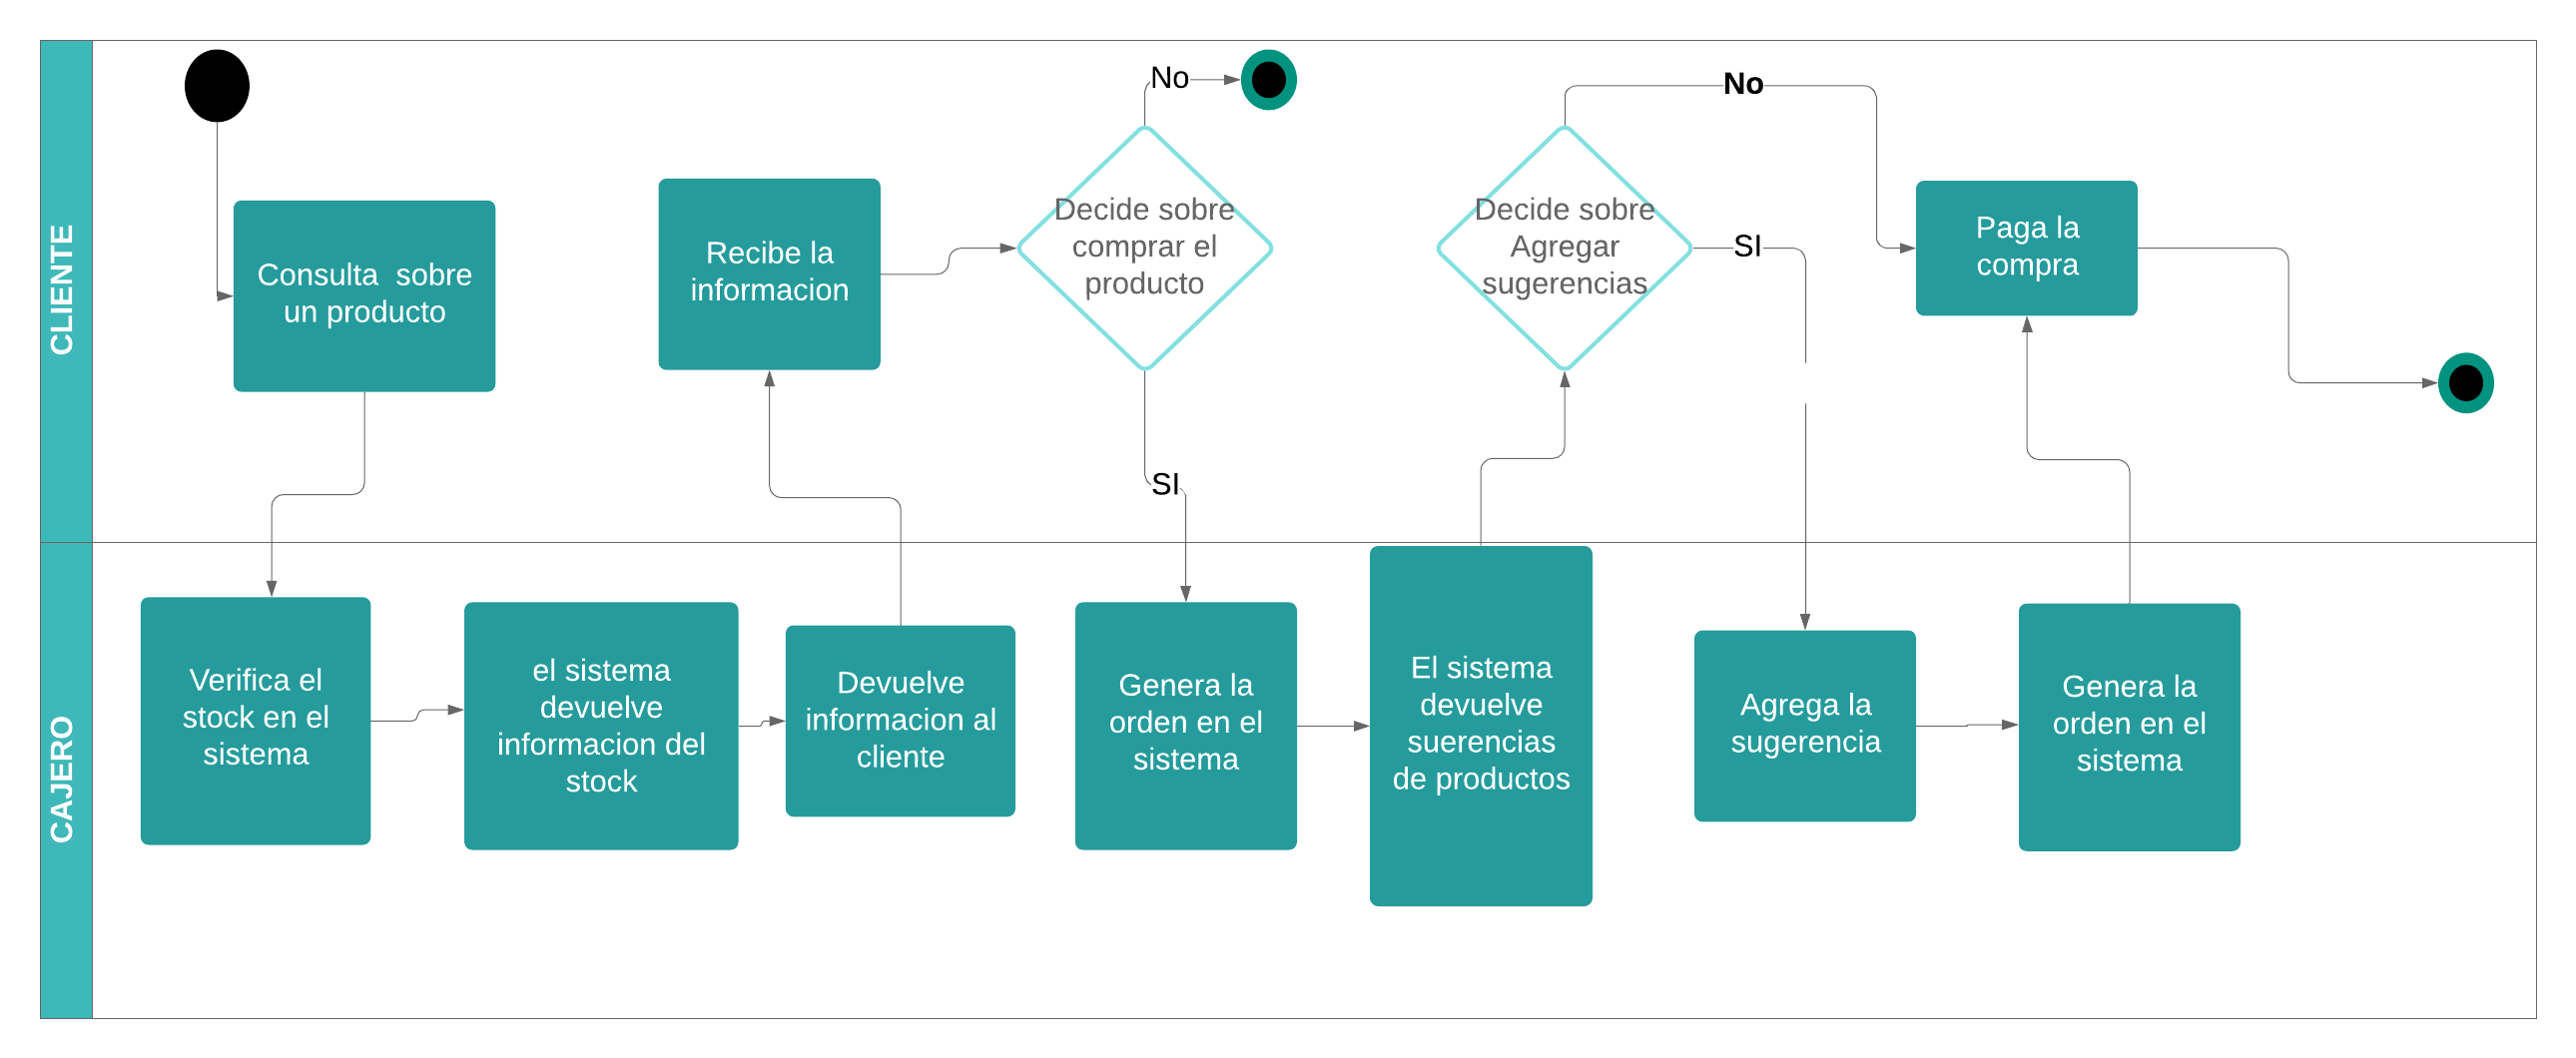 CLIENTE
Consulta  sobre
un producto
Recibe la
informacion
No
Decide sobre
comprar el
producto
SI
Decide sobre
Agregar
sugerencias
No
SI
Paga la
compra
CAJERO
Verifica el
stock en el
sistema
el sistema
devuelve
informacion del
stock
Devuelve
informacion al
cliente
Genera la
orden en el
sistema
El sistema
devuelve
suerencias
de productos
Agrega la
sugerencia
Genera la
orden en el
sistema